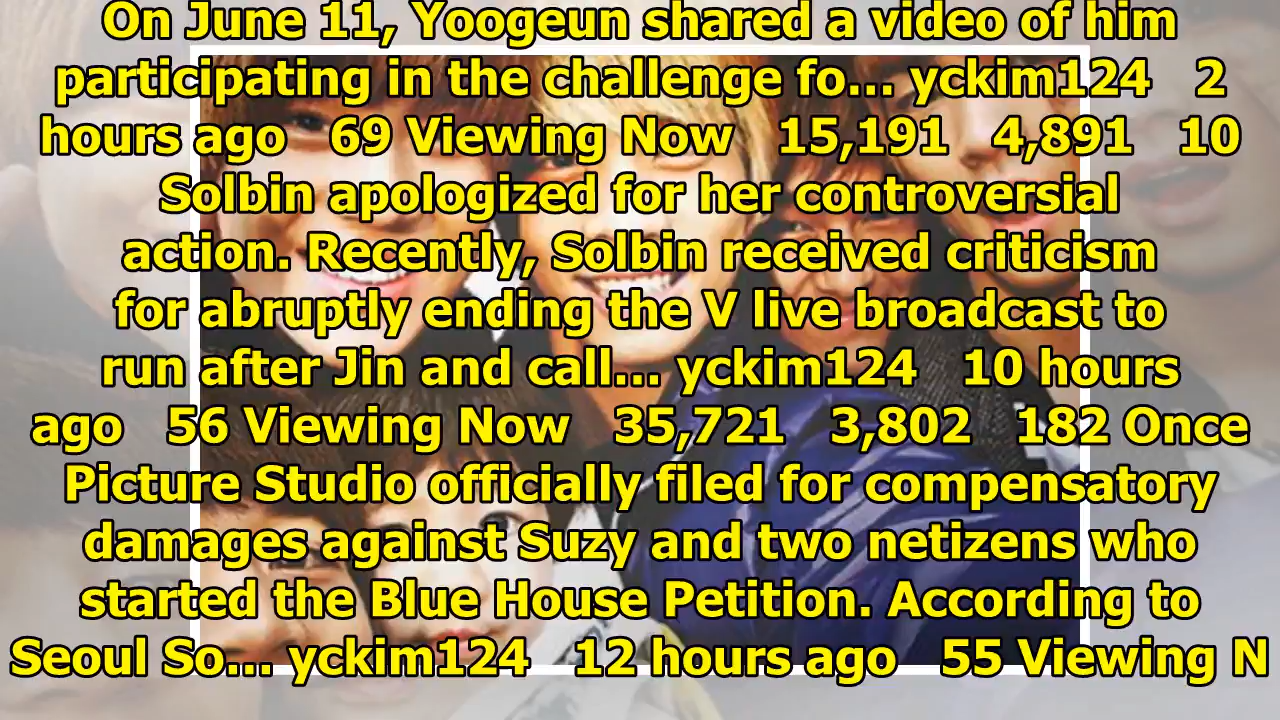 On June 11, Yoogeun shared a video of him
participating in the challenge fo... yckim124 2
hours ago 69 Viewing Now 15,191 4,891 10
Solbin apologized for her controversial
action. Recently, Solbin received criticism
for abruptly ending the V live broadcast to
run after Jin and call... yckim124 10 hours
ago 56 Viewing Now 35,721 3,802 182 Once
Picture Studio officially filed for compensatory
damages against Suzy and two netizens who
started the Blue House Petition. According to
Seoul So... yckim124 12 hours ago 55 Viewing N